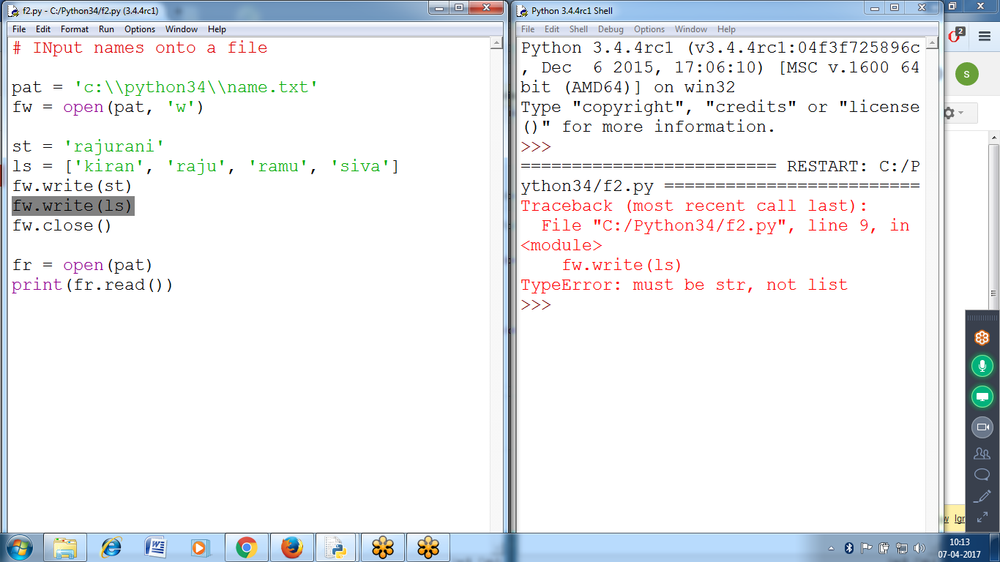 f2.py - C:/Python34/f2.py (3.4.4rc1)
File Edit Format Run Options Window Help
# INput names onto a file
pat = 'c:\\python34\\name.txt'
fw = open(pat, 'w')
st = 'rajurani'
ls = ['kiran', 'raju', 'ramu', 'siva']
fw.write(st)
fw.write(ls)
fw.close()
fr = open(pat)
print(fr.read())
Python 3.4.4rc1 Shell
File Edit Shell Debug Options Window Help
Python 3.4.4rc1 (v3.4.4rc1:04f3f725896c
, Dec  6 2015, 17:06:10) [MSC v.1600 64
bit (AMD64)] on win32
Type "copyright", "credits" or "license
()" for more information.
>>>
========================= RESTART: C:/P
ython34/f2.py =========================
Traceback (most recent call last):
  File "C:/Python34/f2.py", line 9, in
<module>
    fw.write(ls)
TypeError: must be str, not list
>>>
2
s
10:13
07-04-2017